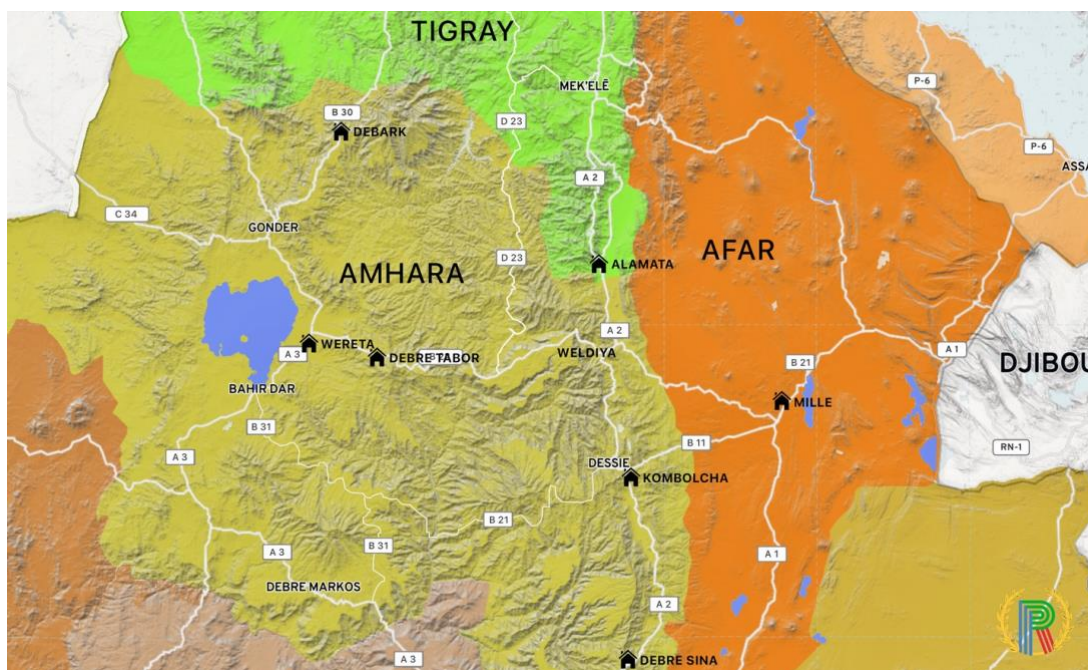 TIGRAY
P-6
MEK'ELĒ
B 30
DEBARK
D 23
P-6
ASSA
A 2
C 34
GONDER
D 23
ALAMATA
AFAR
AMHARA
A 2
WERETA
A 3
DEBRE TABOR
WELDIYA
A 1
B 21
DJIBOU
BAHIR DAR
MILLE
B 31
B 11
RN-1
A 3
DESSIE
KOMBOLCHA
B 21
B 31
A 3
A 1
DEBRE MARKOS
A 2
A 3
DEBRE SINA